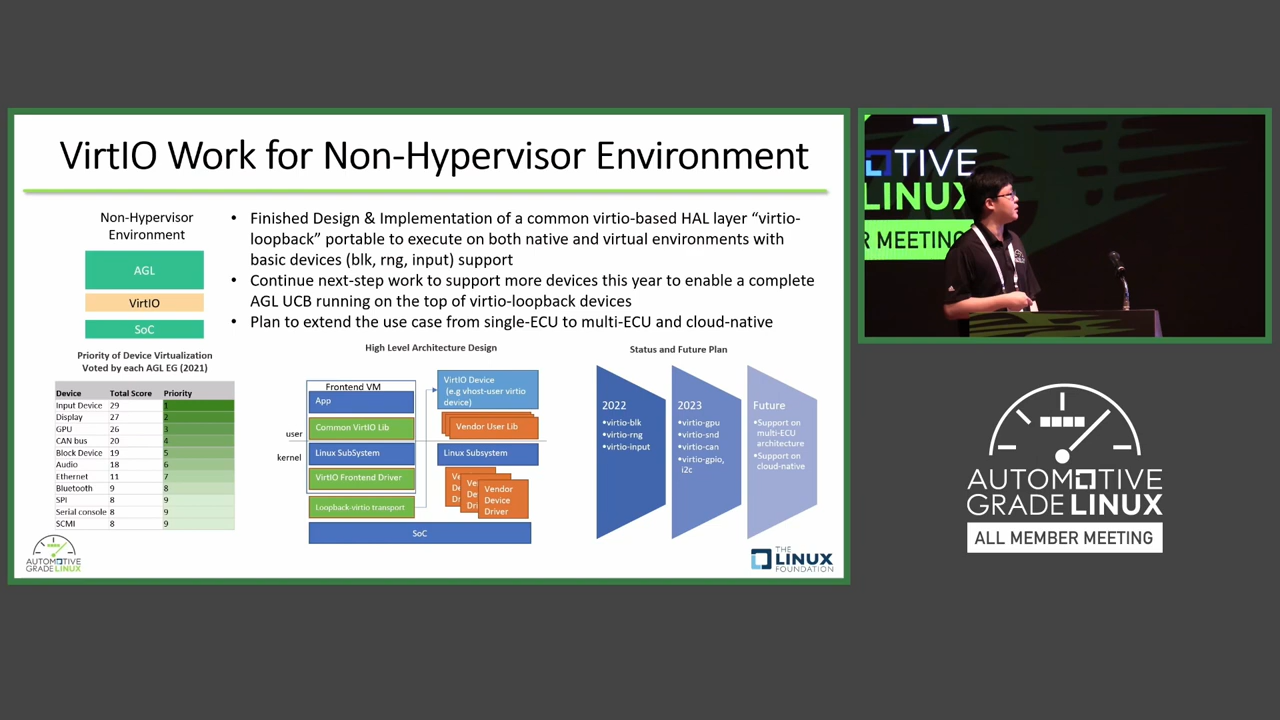 VirtIO Work for Non-Hypervisor Environment
Non-Hypervisor
Environment
AGL
VirtIO
SoC
• Finished Design & Implementation of a common virtio-based HAL layer “virtio-
loopback” portable to execute on both native and virtual environments with
basic devices (blk, rng, input) support
• Continue next-step work to support more devices this year to enable a complete
AGL UCB running on the top of virtio-loopback devices
• Plan to extend the use case from single-ECU to multi-ECU and cloud-native
Priority of Device Virtualization
Voted by each AGL EG (2021)
Device Total Score Priority
Input Device 29 1
Display 27 2
GPU 26 3
CAN bus 20 4
Block Device 19 5
Audio 18 6
Ethernet 11 7
Bluetooth 9 8
SPI 8 9
Serial console 8 9
SCMI 8 9
High Level Architecture Design
Frontend VM
App
Common VirtIO Lib
Linux SubSystem
VirtIO Frontend Driver
Loopback-virtio transport
user
kernel
VirtIO Device
(e.g vhost-user virtio
device)
Vendor User Lib
Linux Subsystem
Vendor
Device
Driver
SoC
Status and Future Plan
2022
•virtio-blk
•virtio-rng
•virtio-input
2023
•virtio-gpu
•virtio-snd
•virtio-can
•virtio-gpio,
i2c
Future
•Support on
multi-ECU
architecture
•Support on
cloud-native
AUTOMOTIVE
GRADE LINUX
THE
LINUX
FOUNDATION
OTIVE
LINUX
R MEETING
AUTOMOTIVE
GRADE LINUX
ALL MEMBER MEETING